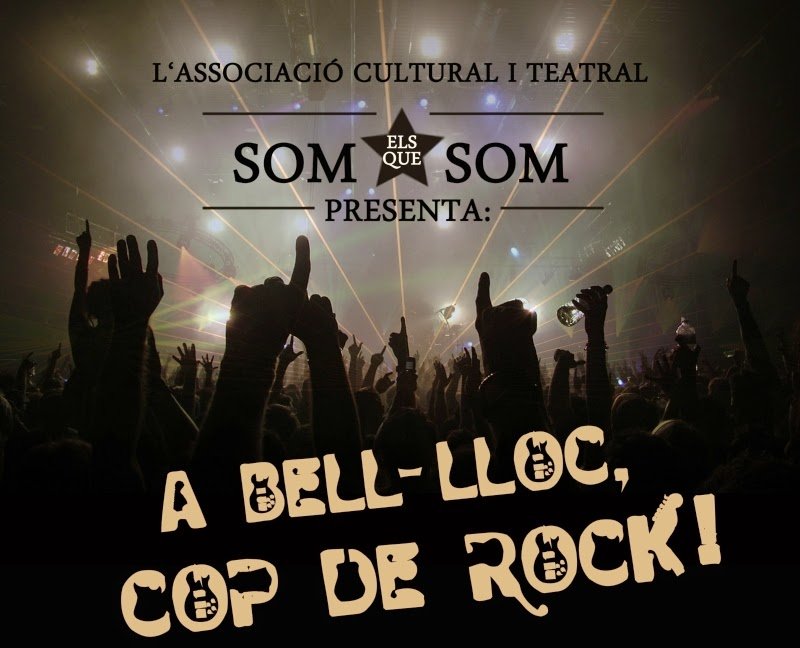 L'ASSOCIACIÓ CULTURAL I TEATRAL
SOM ELS QUE SOM
PRESENTA:
A BELL-LLOC,
COP DE ROCK!